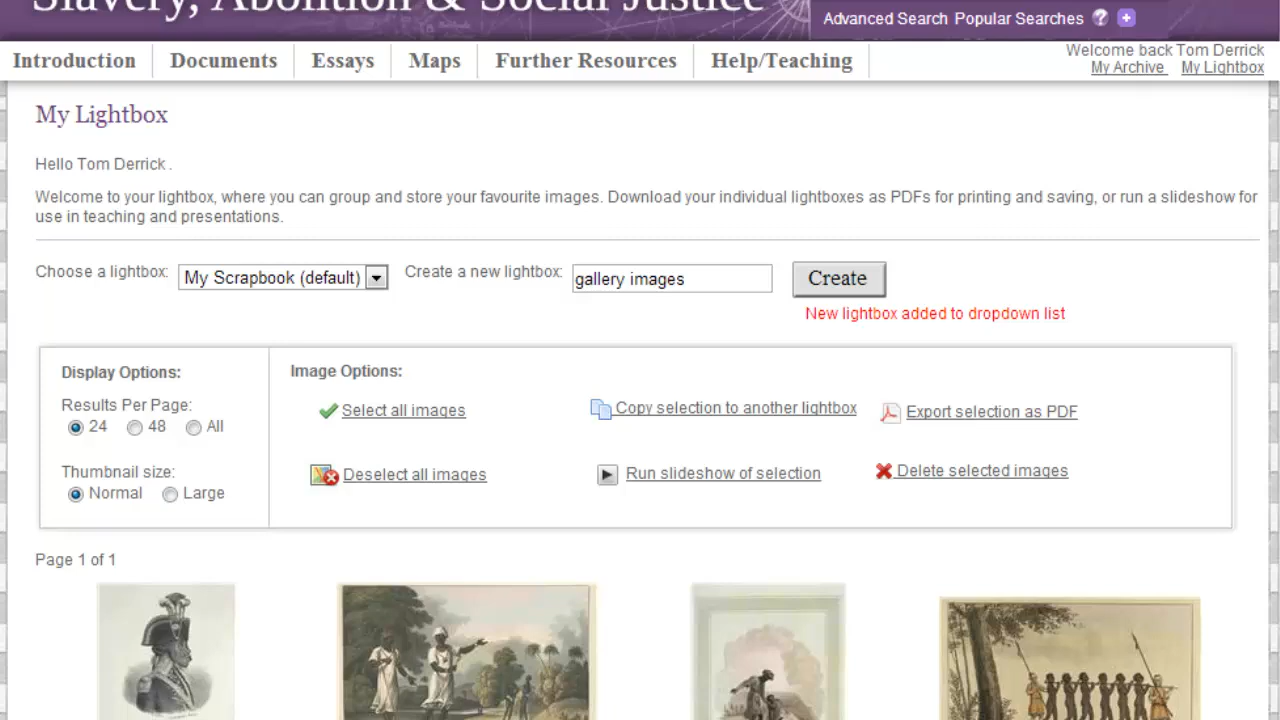 Slavery, Abolition & Social Justice
Advanced Search Popular Searches ? +
Introduction Documents Essays Maps Further Resources Help/Teaching
Welcome back Tom Derrick
My Archive My Lightbox
My Lightbox
Hello Tom Derrick .
Welcome to your lightbox, where you can group and store your favourite images. Download your individual lightboxes as PDFs for printing and saving, or run a slideshow for
use in teaching and presentations.
Choose a lightbox: My Scrapbook (default) Create a new lightbox: gallery images Create
New lightbox added to dropdown list
Display Options:
Results Per Page:
24 48 All
Thumbnail size:
Normal Large
Image Options:
Select all images Copy selection to another lightbox Export selection as PDF
Deselect all images Run slideshow of selection Delete selected images
Page 1 of 1